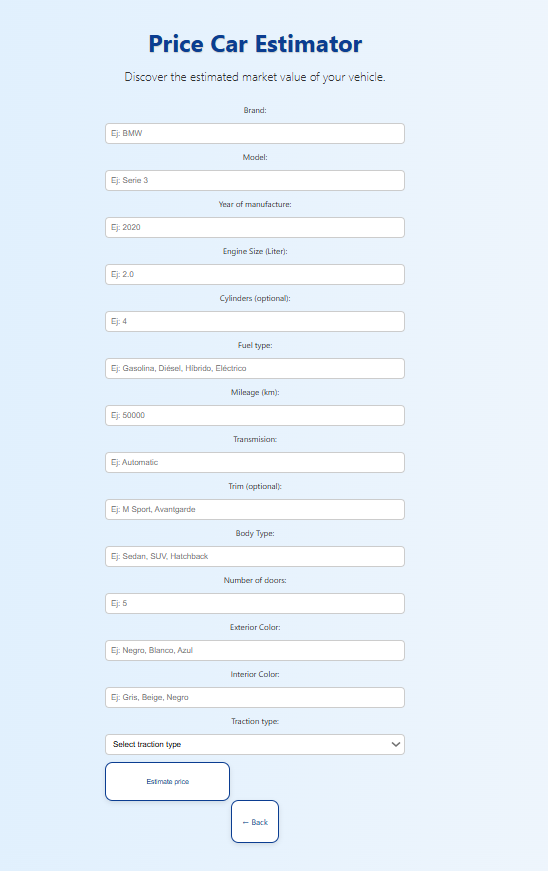 Price Car Estimator
Discover the estimated market value of your vehicle.
Brand:
Ej: BMW
Model:
Ej: Serie 3
Year of manufacture:
Ej: 2020
Engine Size (Liter):
Ej: 2.0
Cylinders (optional):
Ej: 4
Fuel type:
Ej: Gasolina, Diésel, Híbrido, Eléctrico
Mileage (km):
Ej: 50000
Transmision:
Ej: Automatic
Trim (optional):
Ej: M Sport, Avantgarde
Body Type:
Ej: Sedan, SUV, Hatchback
Number of doors:
Ej: 5
Exterior Color:
Ej: Negro, Blanco, Azul
Interior Color:
Ej: Gris, Beige, Negro
Traction type:
Select traction type
Estimate price
← Back